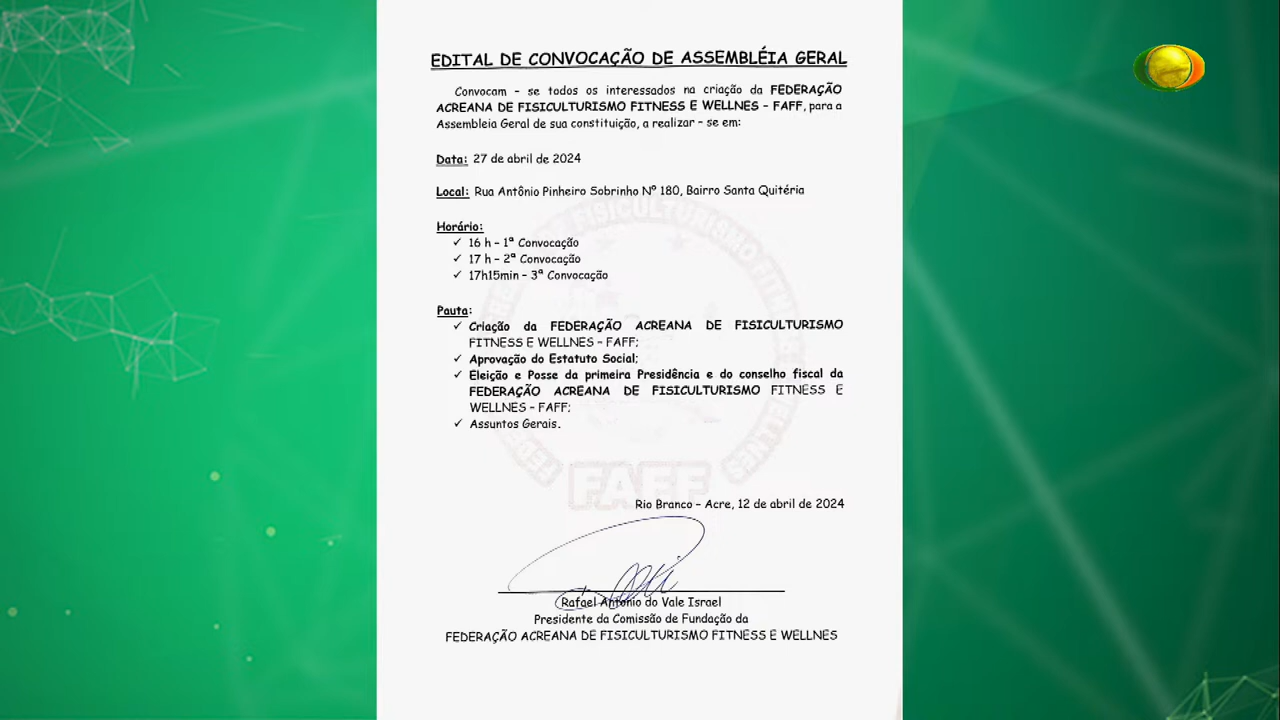 EDITAL DE CONVOCAÇÃO DE ASSEMBLÉIA GERAL
Convocam – se todos os interessados na criação da FEDERAÇÃO
ACREANA DE FISICULTURISMO FITNESS E WELLNES – FAFF, para a
Assembleia Geral de sua constituição, a realizar – se em:
Data: 27 de abril de 2024
Local: Rua Antônio Pinheiro Sobrinho Nº 180, Bairro Santa Quitéria
Horário:
✓ 16 h – 1ª Convocação
✓ 17 h – 2ª Convocação
✓ 17h15min – 3ª Convocação
Pauta:
✓ Criação da FEDERAÇÃO ACREANA DE FISICULTURISMO
FITNESS E WELLNES – FAFF;
✓ Aprovação do Estatuto Social;
✓ Eleição e Posse da primeira Presidência e do conselho fiscal da
FEDERAÇÃO ACREANA DE FISICULTURISMO FITNESS E
WELLNES – FAFF;
✓ Assuntos Gerais.
FAFF
Rio Branco – Acre, 12 de abril de 2024
Rafael Antonio do Vale Israel
Presidente da Comissão de Fundação da
FEDERAÇÃO ACREANA DE FISICULTURISMO FITNESS E WELLNES